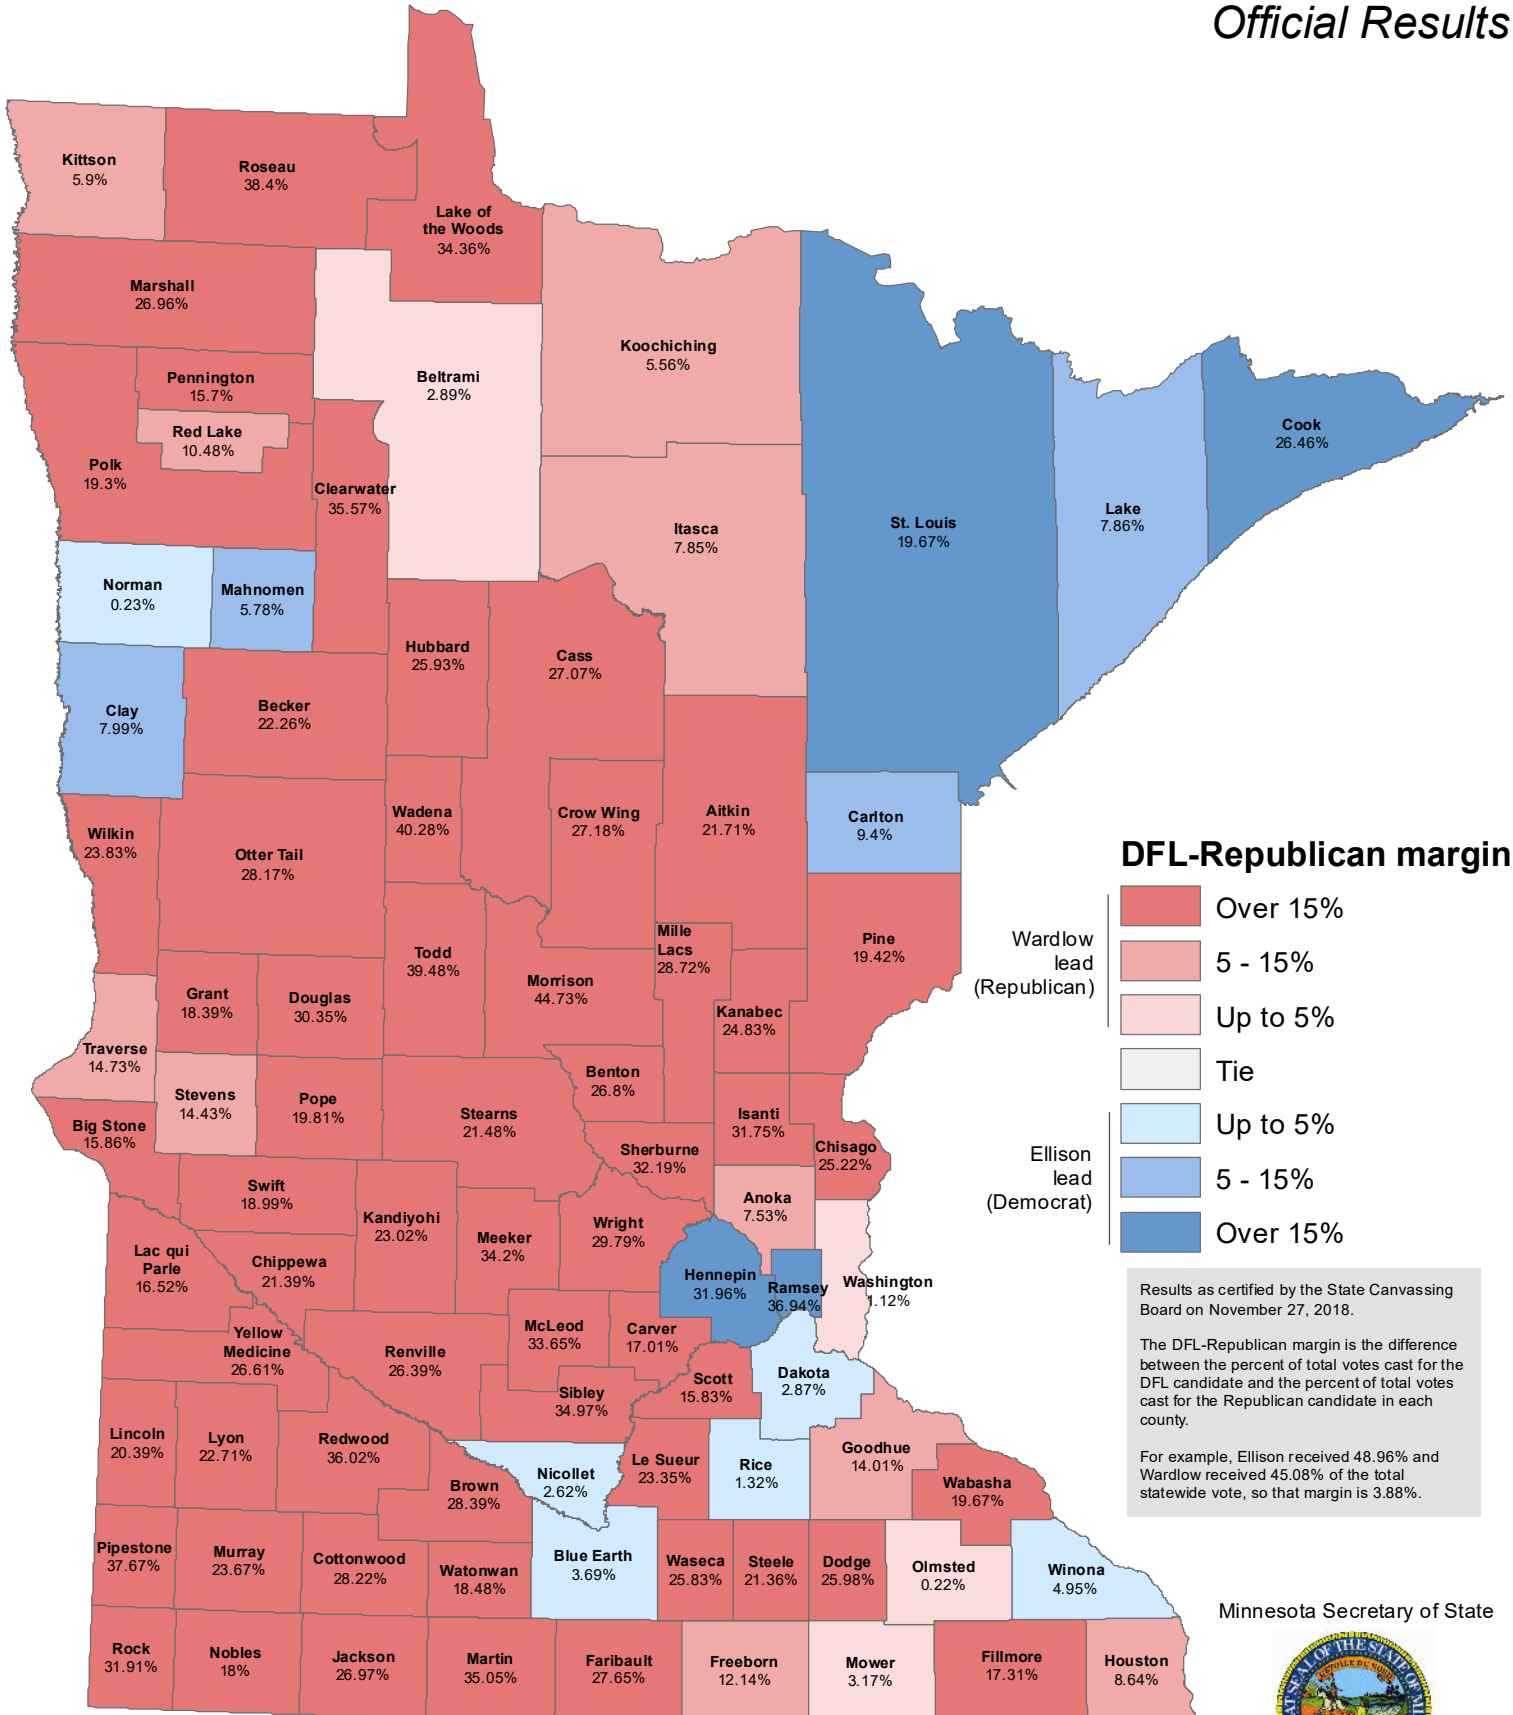 Official Results
Kittson
5.9%
Roseau
38.4%
Lake of
the Woods
34.36%
Marshall
26.96%
Koochiching
5.56%
Beltrami
2.89%
Pennington
15.7%
Red Lake
10.48%
Polk
19.3%
Clearwater
35.57%
Itasca
7.85%
St. Louis
19.67%
Lake
7.86%
Cook
26.46%
Norman
0.23%
Mahnomen
5.78%
Hubbard
25.93%
Cass
27.07%
Clay
7.99%
Becker
22.26%
Wilkin
23.83%
Otter Tail
28.17%
Wadena
40.28%
Crow Wing
27.18%
Aitkin
21.71%
Carlton
9.4%
Todd
39.48%
Morrison
44.73%
Mille
Lacs
28.72%
Pine
19.42%
Grant
18.39%
Douglas
30.35%
Kanabec
24.83%
Traverse
14.73%
Stevens
14.43%
Pope
19.81%
Stearns
21.48%
Benton
26.8%
Isanti
31.75%
Big Stone
15.86%
Sherburne
32.19%
Chisago
25.22%
Swift
18.99%
Kandiyohi
23.02%
Meeker
34.2%
Wright
29.79%
Anoka
7.53%
Lac qui
Parle
16.52%
Chippewa
21.39%
Hennepin
31.96%
Ramsey
36.94%
Washington
1.12%
Yellow
Medicine
26.61%
Renville
26.39%
McLeod
33.65%
Carver
17.01%
Sibley
34.97%
Scott
15.83%
Dakota
2.87%
Lincoln
20.39%
Lyon
22.71%
Redwood
36.02%
Brown
28.39%
Nicollet
2.62%
Le Sueur
23.35%
Rice
1.32%
Goodhue
14.01%
Wabasha
19.67%
Pipestone
37.67%
Murray
23.67%
Cottonwood
28.22%
Watonwan
18.48%
Blue Earth
3.69%
Waseca
25.83%
Steele
21.36%
Dodge
25.98%
Olmsted
0.22%
Winona
4.95%
Rock
31.91%
Nobles
18%
Jackson
26.97%
Martin
35.05%
Faribault
27.65%
Freeborn
12.14%
Mower
3.17%
Fillmore
17.31%
Houston
8.64%
DFL-Republican margin
Wardlow
lead
(Republican)
Over 15%
5 - 15%
Up to 5%
Tie
Ellison
lead
(Democrat)
Up to 5%
5 - 15%
Over 15%
Results as certified by the State Canvassing
Board on November 27, 2018.
The DFL-Republican margin is the difference
between the percent of total votes cast for the
DFL candidate and the percent of total votes
cast for the Republican candidate in each
county.
For example, Ellison received 48.96% and
Wardlow received 45.08% of the total
statewide vote, so that margin is 3.88%.
Minnesota Secretary of State
SEAL OF THE STATE OF
L'ETOILE DU NORD